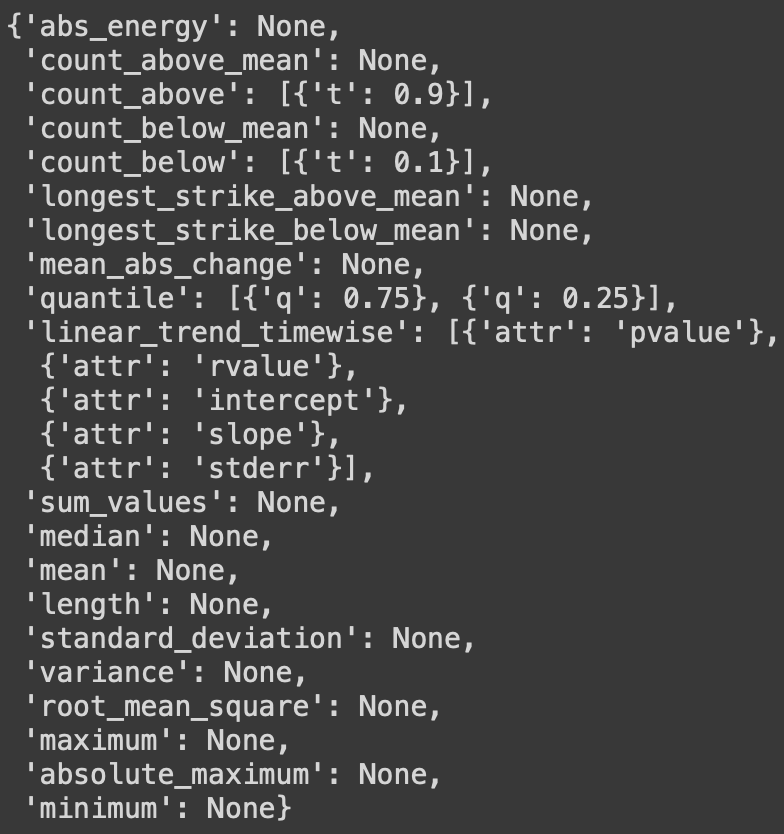 {'abs_energy': None,
 'count_above_mean': None,
 'count_above': [{'t': 0.9}],
 'count_below_mean': None,
 'count_below': [{'t': 0.1}],
 'longest_strike_above_mean': None,
 'longest_strike_below_mean': None,
 'mean_abs_change': None,
 'quantile': [{'q': 0.75}, {'q': 0.25}],
 'linear_trend_timewise': [{'attr': 'pvalue'},
  {'attr': 'rvalue'},
  {'attr': 'intercept'},
  {'attr': 'slope'},
  {'attr': 'stderr'}],
 'sum_values': None,
 'median': None,
 'mean': None,
 'length': None,
 'standard_deviation': None,
 'variance': None,
 'root_mean_square': None,
 'maximum': None,
 'absolute_maximum': None,
 'minimum': None}